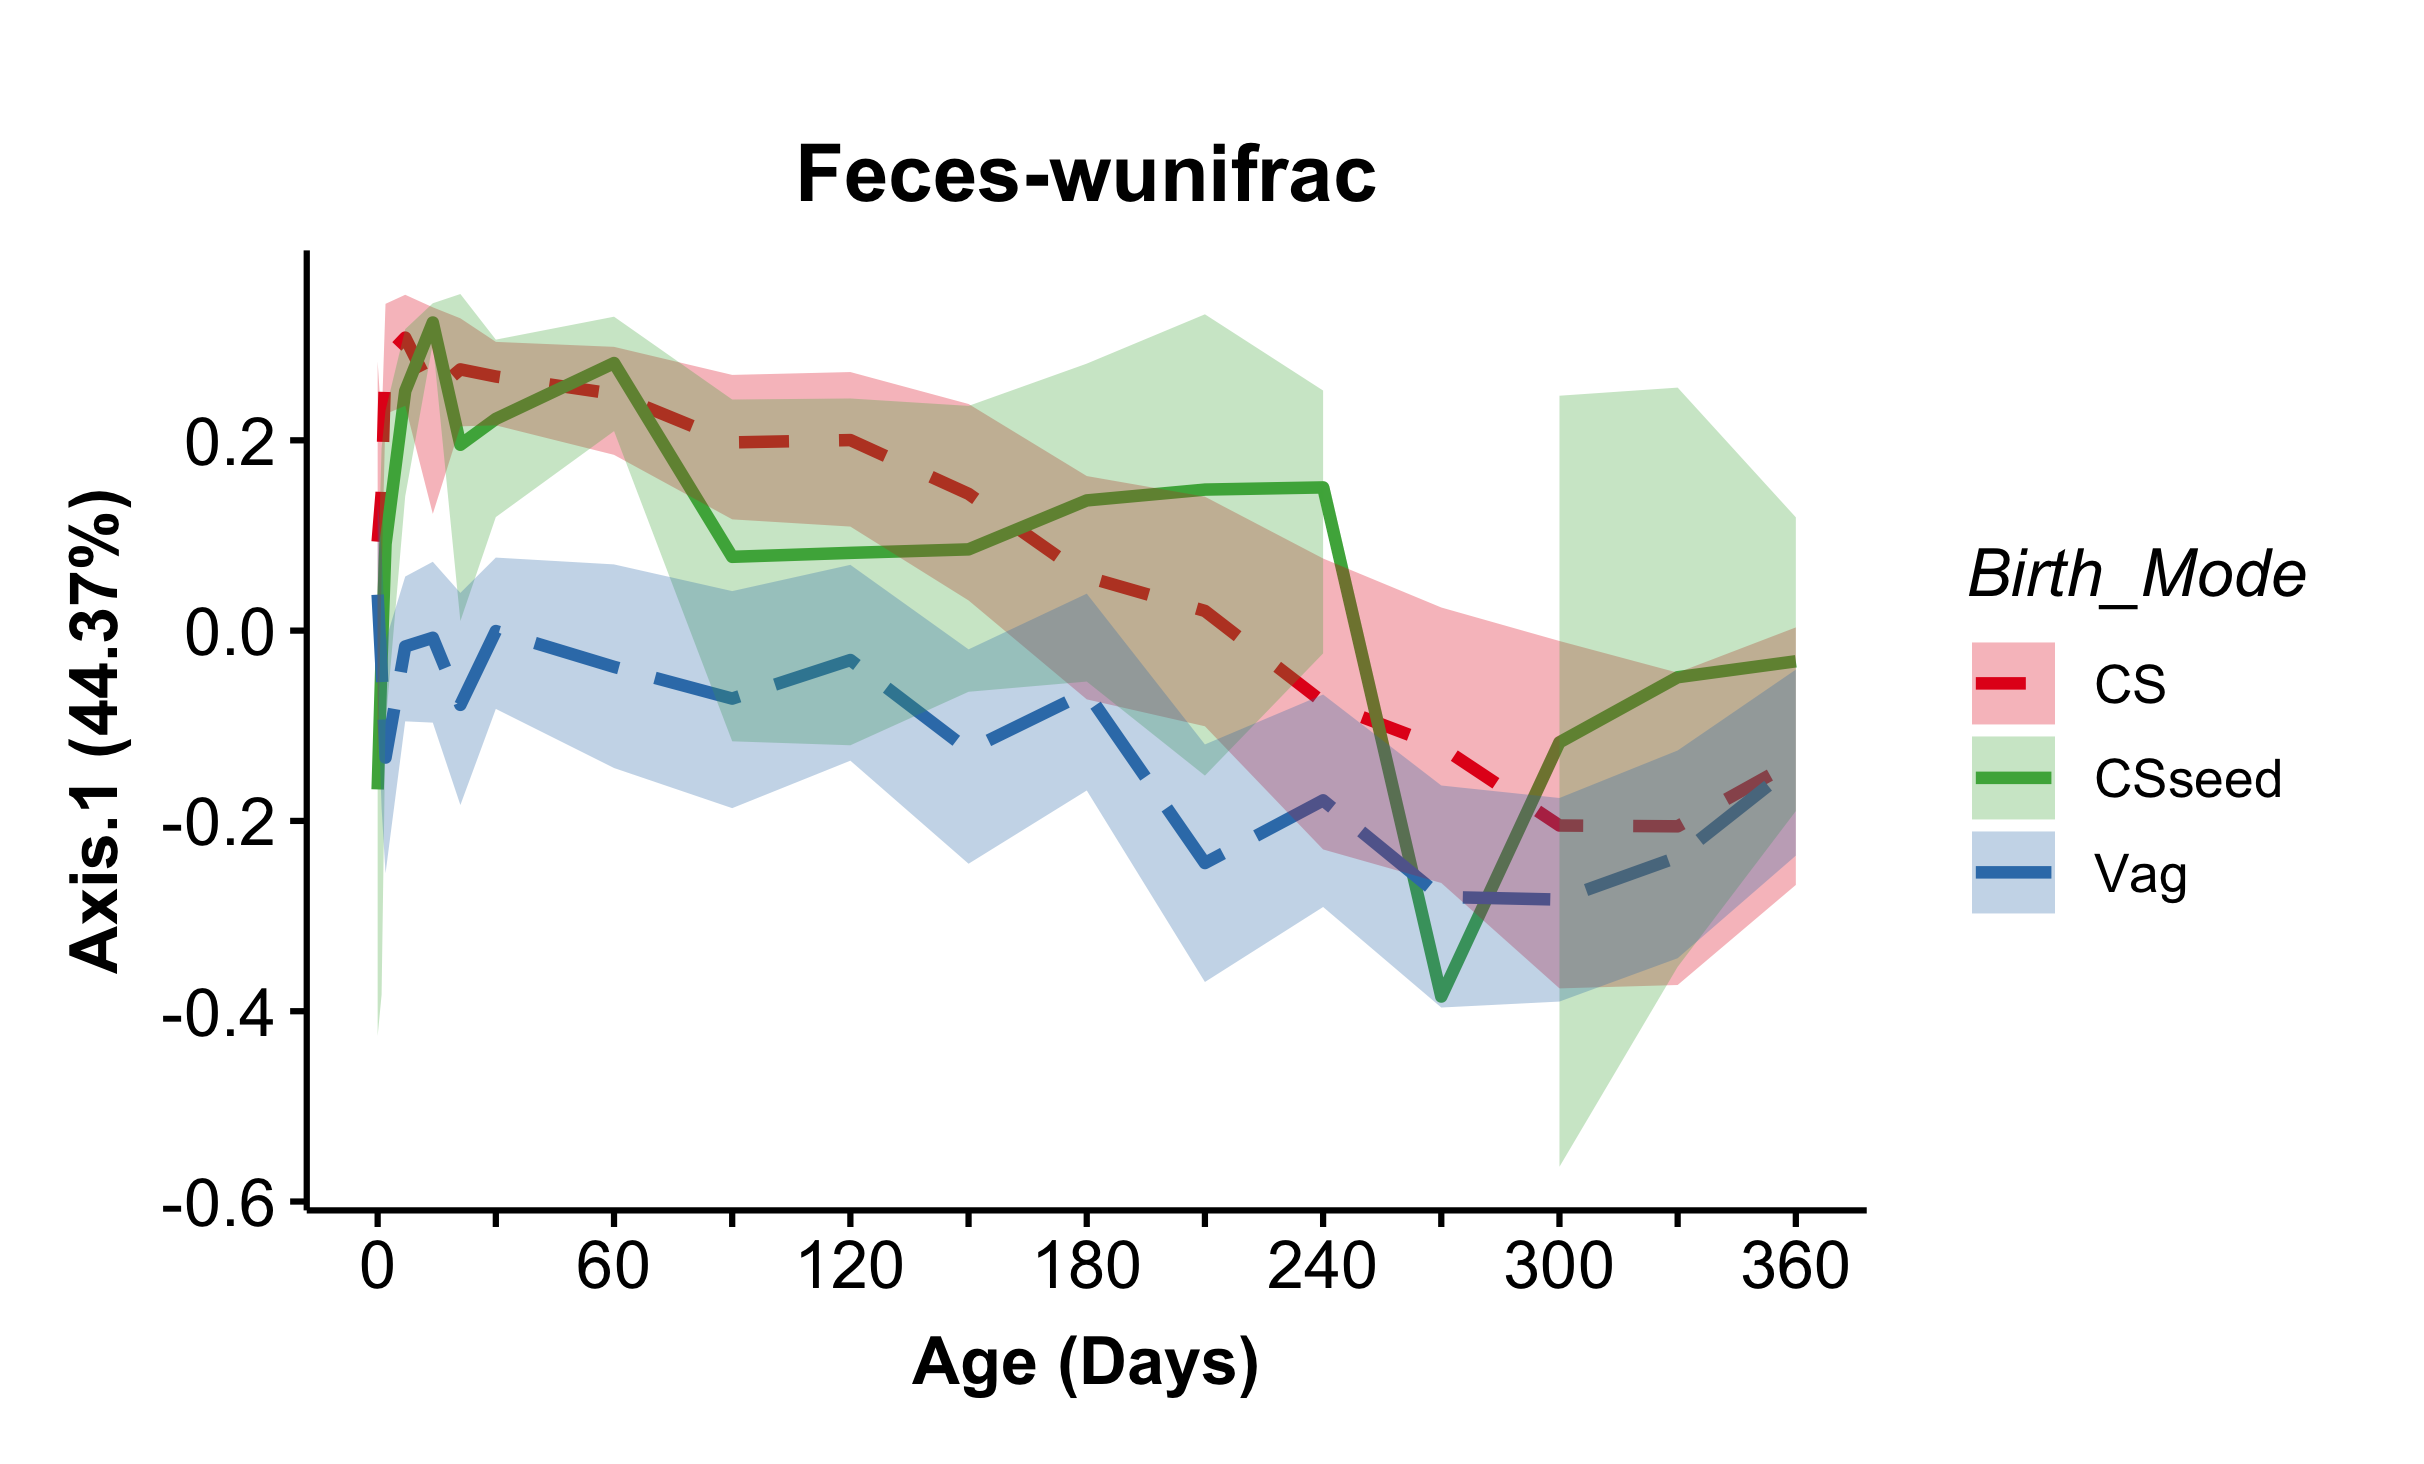 Feces-wunifrac
Axis.1 (44.37%)
0.2
0.0
-0.2
-0.4
-0.6
0 60 120 180 240 300 360
Age (Days)
Birth_Mode
CS
CSseed
Vag